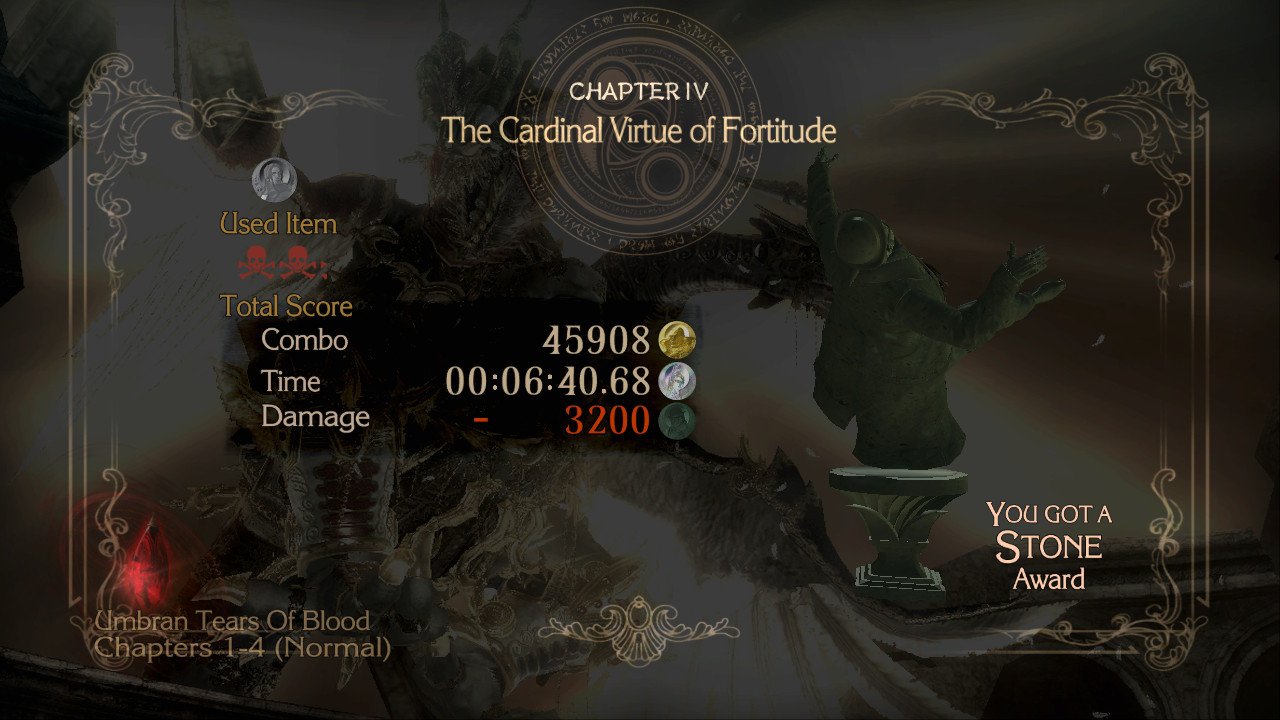 CHAPTER IV
The Cardinal Virtue of Fortitude
Used Item
Total Score
Combo 45908
Time 00:06:40.68
Damage - 3200
YOU GOT A
STONE
Award
Umbran Tears Of Blood
Chapters 1-4 (Normal)